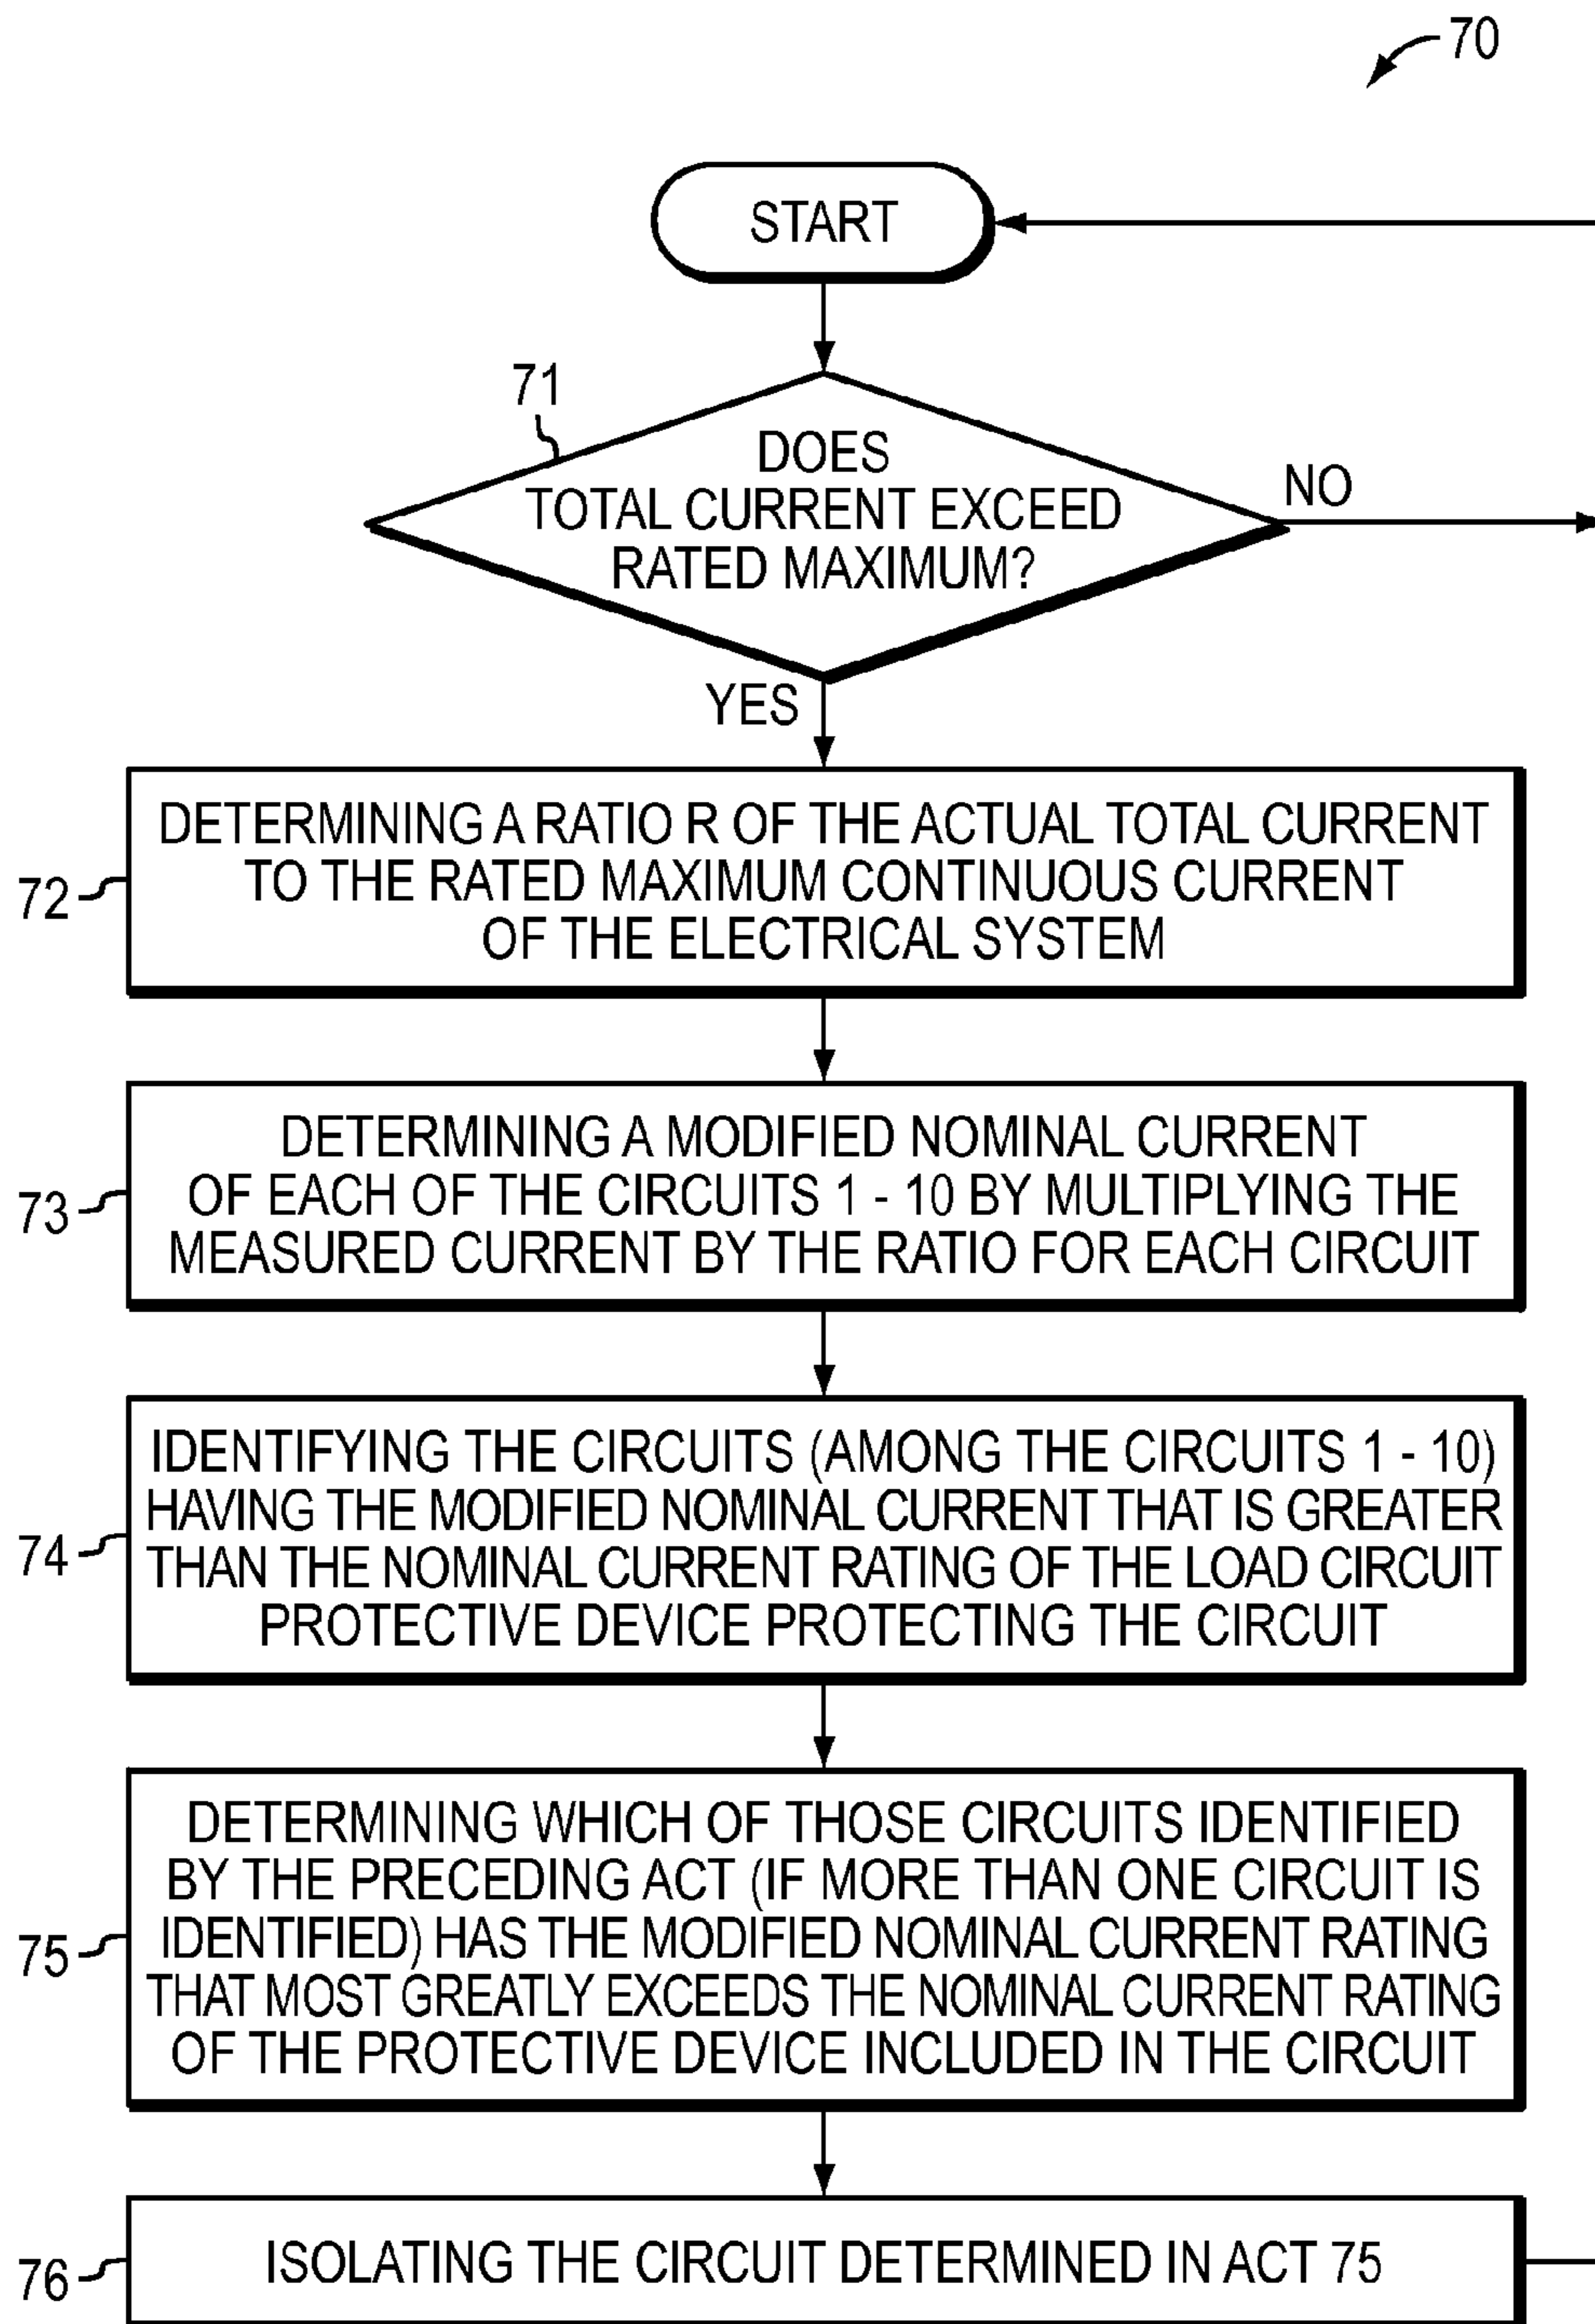 70
START
71
DOES
TOTAL CURRENT EXCEED
RATED MAXIMUM?
NO
YES
72
DETERMINING A RATIO R OF THE ACTUAL TOTAL CURRENT
TO THE RATED MAXIMUM CONTINUOUS CURRENT
OF THE ELECTRICAL SYSTEM
73
DETERMINING A MODIFIED NOMINAL CURRENT
OF EACH OF THE CIRCUITS 1 - 10 BY MULTIPLYING THE
MEASURED CURRENT BY THE RATIO FOR EACH CIRCUIT
74
IDENTIFYING THE CIRCUITS (AMONG THE CIRCUITS 1 - 10)
HAVING THE MODIFIED NOMINAL CURRENT THAT IS GREATER
THAN THE NOMINAL CURRENT RATING OF THE LOAD CIRCUIT
PROTECTIVE DEVICE PROTECTING THE CIRCUIT
75
DETERMINING WHICH OF THOSE CIRCUITS IDENTIFIED
BY THE PRECEDING ACT (IF MORE THAN ONE CIRCUIT IS
IDENTIFIED) HAS THE MODIFIED NOMINAL CURRENT RATING
THAT MOST GREATLY EXCEEDS THE NOMINAL CURRENT RATING
OF THE PROTECTIVE DEVICE INCLUDED IN THE CIRCUIT
76
ISOLATING THE CIRCUIT DETERMINED IN ACT 75